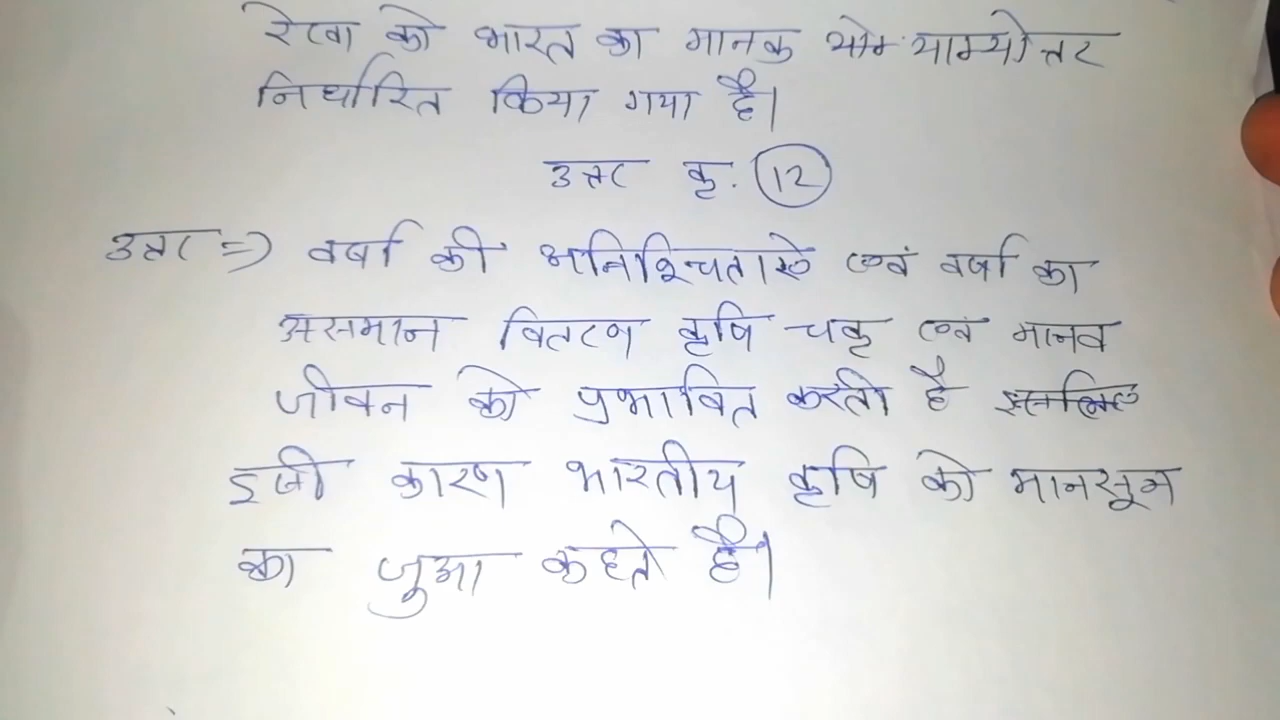 रेखा को भारत का मानक याम्योत्तर
निर्धारित किया गया है।
उत्तर कृ. 12
उत्तर => वर्षा की अनिश्चितताए एवं वर्षा का
असमान वितरण कृषि चक्र एवं मानव
जीवन को प्रभावित करती है
इसी कारण भारतीय कृषि को मानसून
का जुआ कहते है।